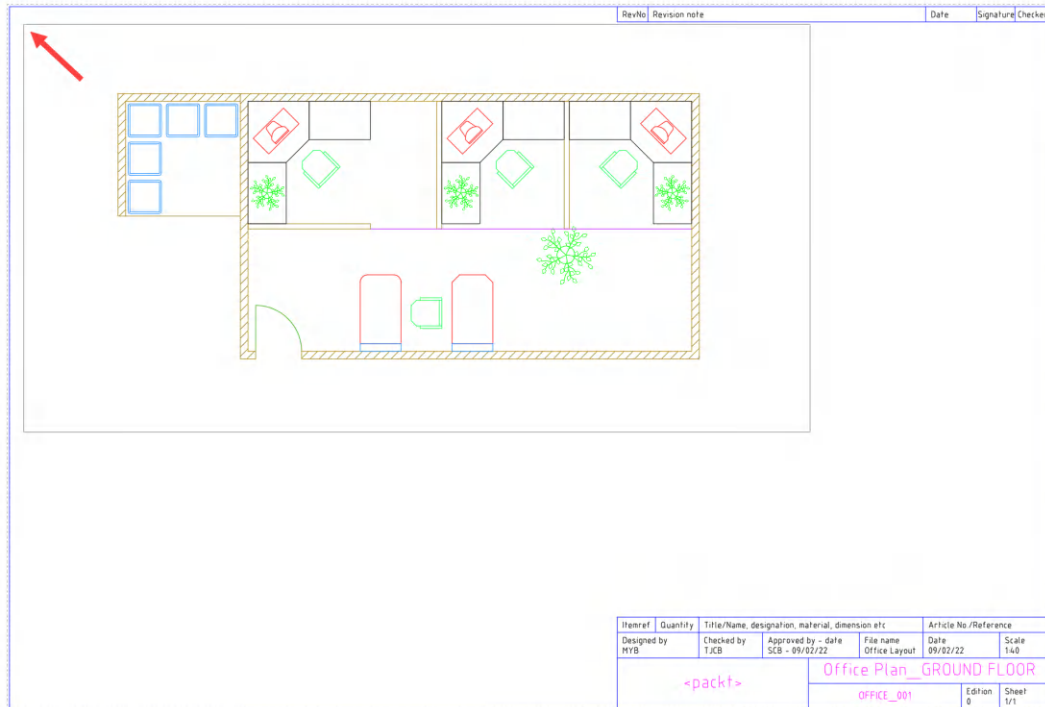 RevNo Revision note Date Signature Checked
Itemref Quantity Title/Name, designation, material, dimension etc Article No./Reference
Designed by Checked by Approved by - date File name Date Scale
MYB TJCB SCB - 09/02/22 Office Layout 09/02/22 1:40
<packt> Office Plan_GROUND FLOOR
OFFICE_001 Edition Sheet
0 1/1